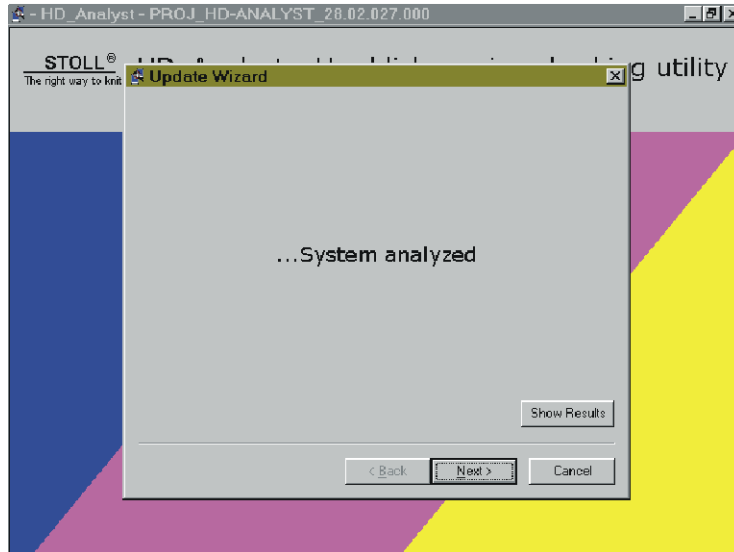 - HD_Analyst - PROJ_HD-ANALYST_28.02.027.000
STOLL®
The right way to knit
g utility
Update Wizard
...System analyzed
Show Results
< Back
Next >
Cancel